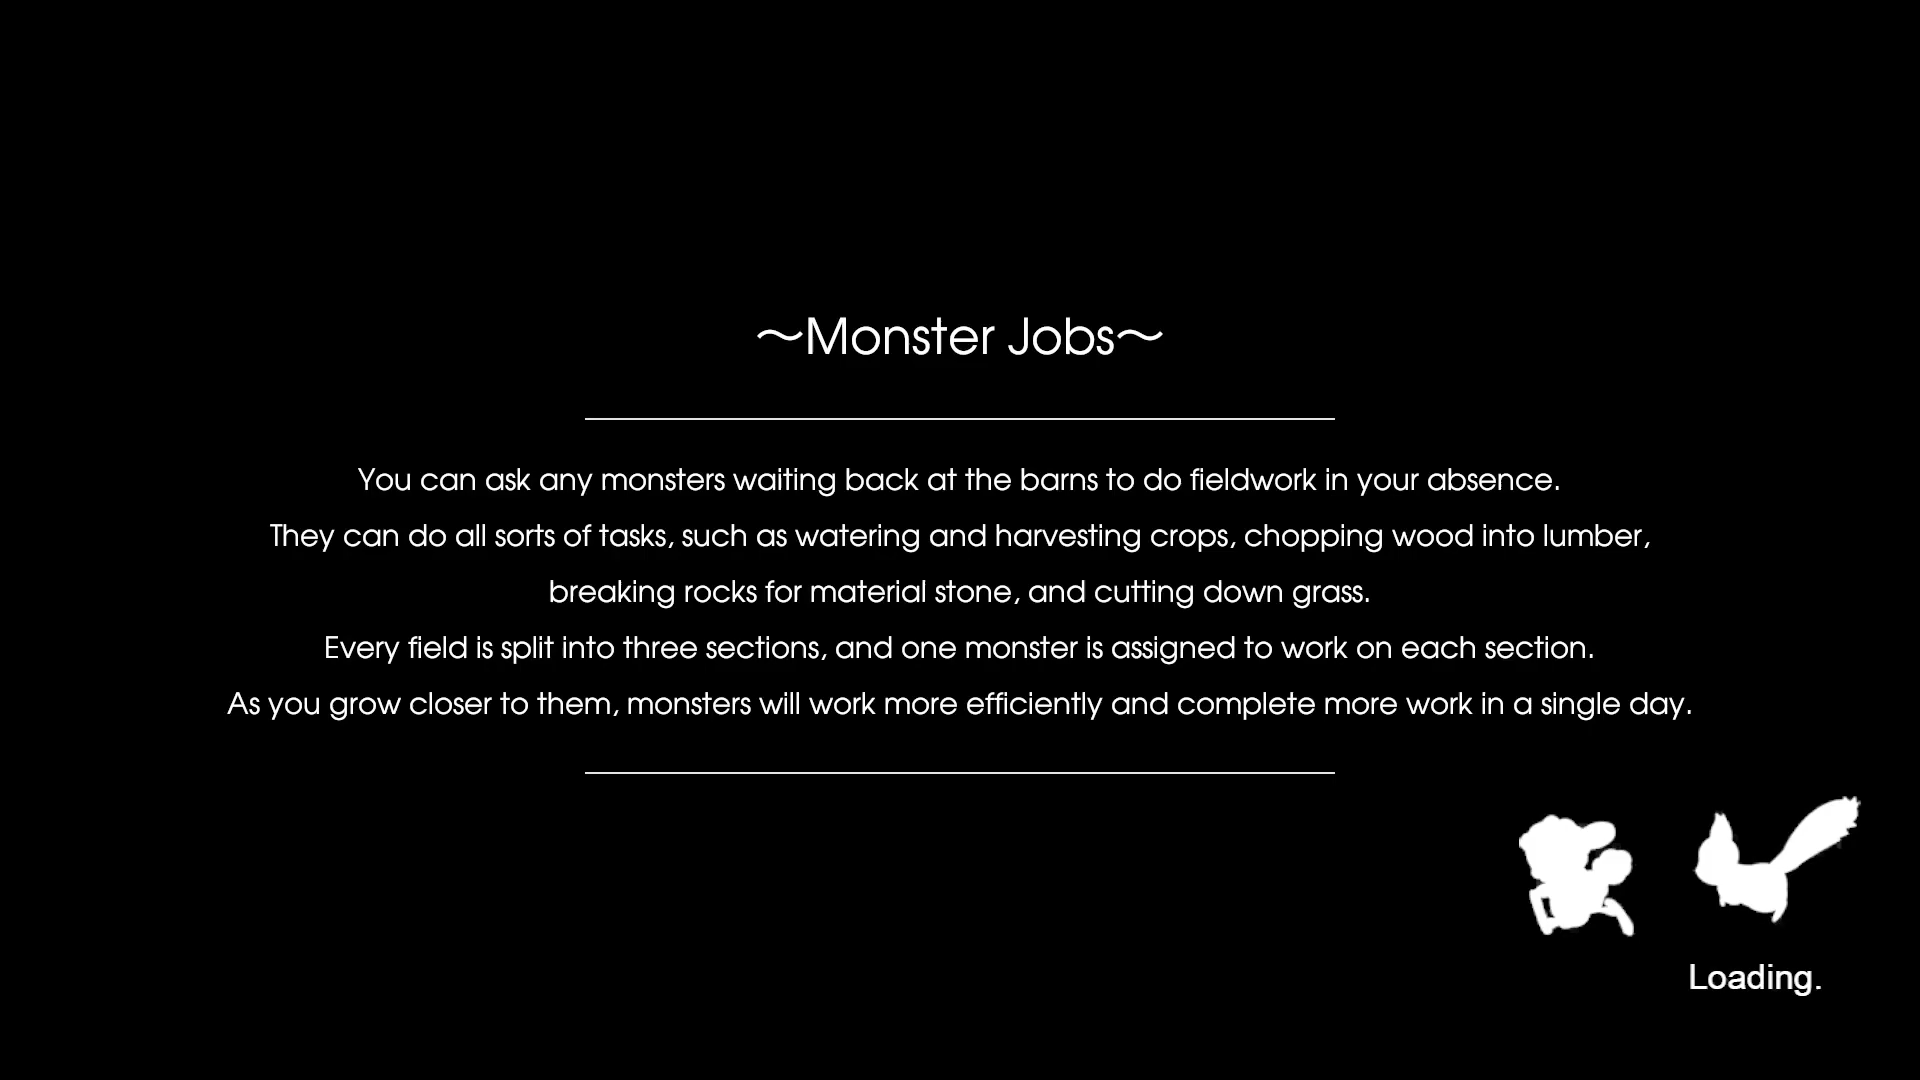 ～Monster Jobs～
You can ask any monsters waiting back at the barns to do fieldwork in your absence.
They can do all sorts of tasks, such as watering and harvesting crops, chopping wood into lumber,
breaking rocks for material stone, and cutting down grass.
Every field is split into three sections, and one monster is assigned to work on each section.
As you grow closer to them, monsters will work more efficiently and complete more work in a single day.
Loading.